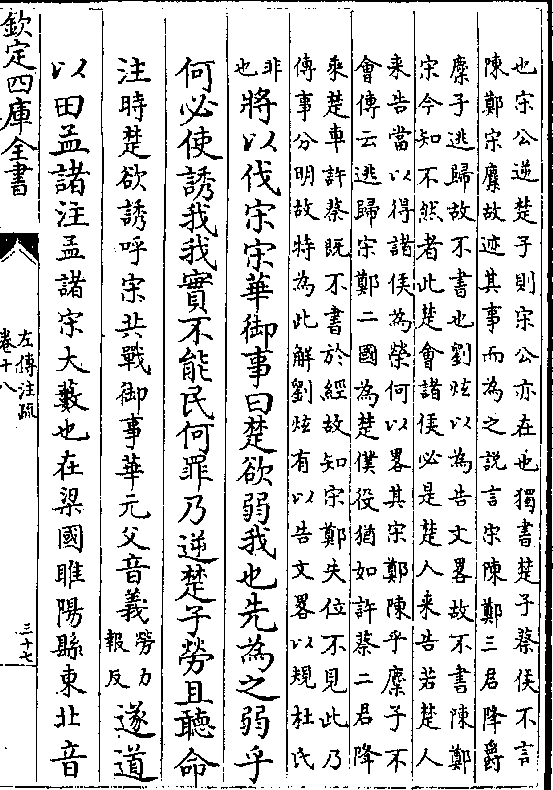 也宋公逆楚子則宋公亦在也獨書楚子蔡侯不言
陳鄭宋麇故迹其事而為之説言宋陳鄭三君降爵
麇子逃歸故不書也劉炫以為告文畧故不書陳鄭
宋今知不然者此楚會諸侯必是楚人来告若楚人
来告當以得諸侯為榮何以畧其宋鄭陳乎麋子不
會傳云逃歸宋鄭二國為楚僕役猶如許蔡二君降
乘楚車許蔡既不書於經故知宋鄭失位不見此乃
傳事分明故特為此解劉炫有以告文畧以規杜氏
非
也
將以伐宋宋華御事曰楚欲弱我也先為之弱乎
何必使誘我我實不能民何罪乃逆楚子勞且聽命
注時楚欲誘呼宋共戰御事華元父音義
勞力
報反
遂道
以田孟諸注孟諸宋大藪也在梁國睢陽縣東北音
欽定四庫全書
左傳注疏
卷十八
三十七